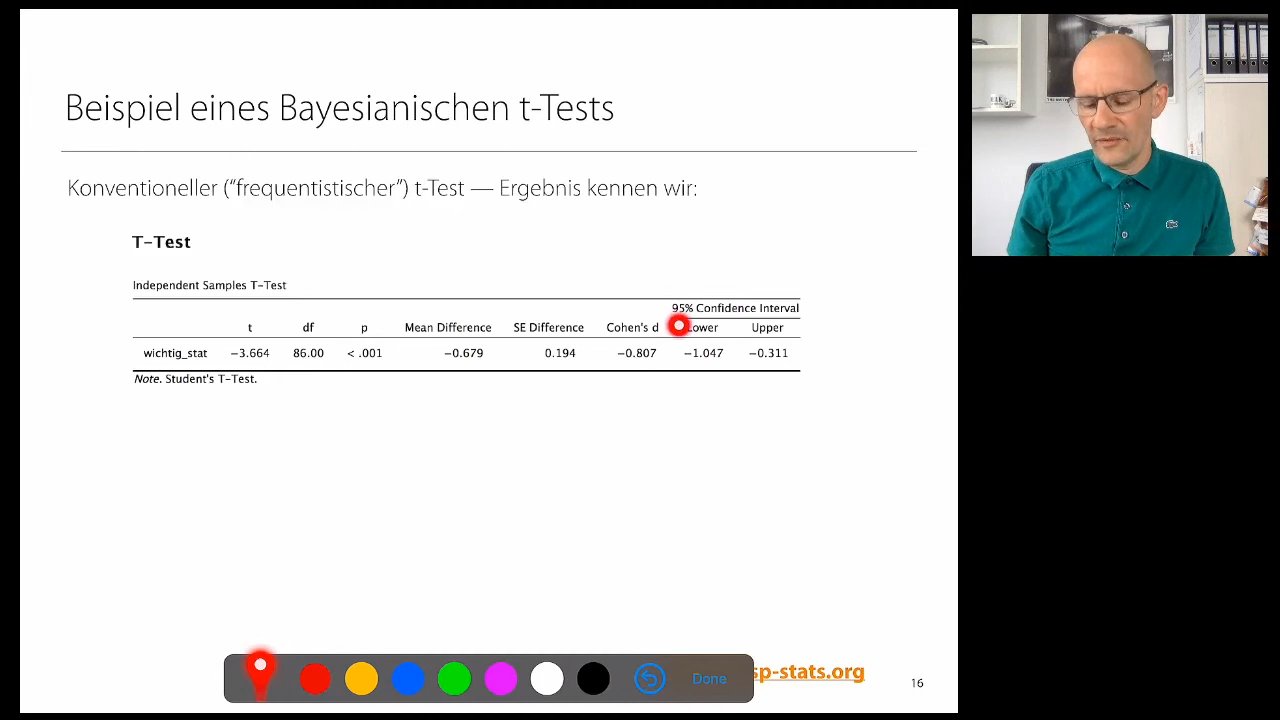 Beispiel eines Bayesianischen t-Tests
Konventioneller (“frequentistischer”) t-Test — Ergebnis kennen wir:
T-Test
Independent Samples T-Test
95% Confidence Interval
t df p Mean Difference SE Difference Cohen's d Lower Upper
wichtig_stat −3.664 86.00 < .001 −0.679 0.194 −0.807 −1.047 −0.311
Note. Student's T-Test.
sp-stats.org
Done
16